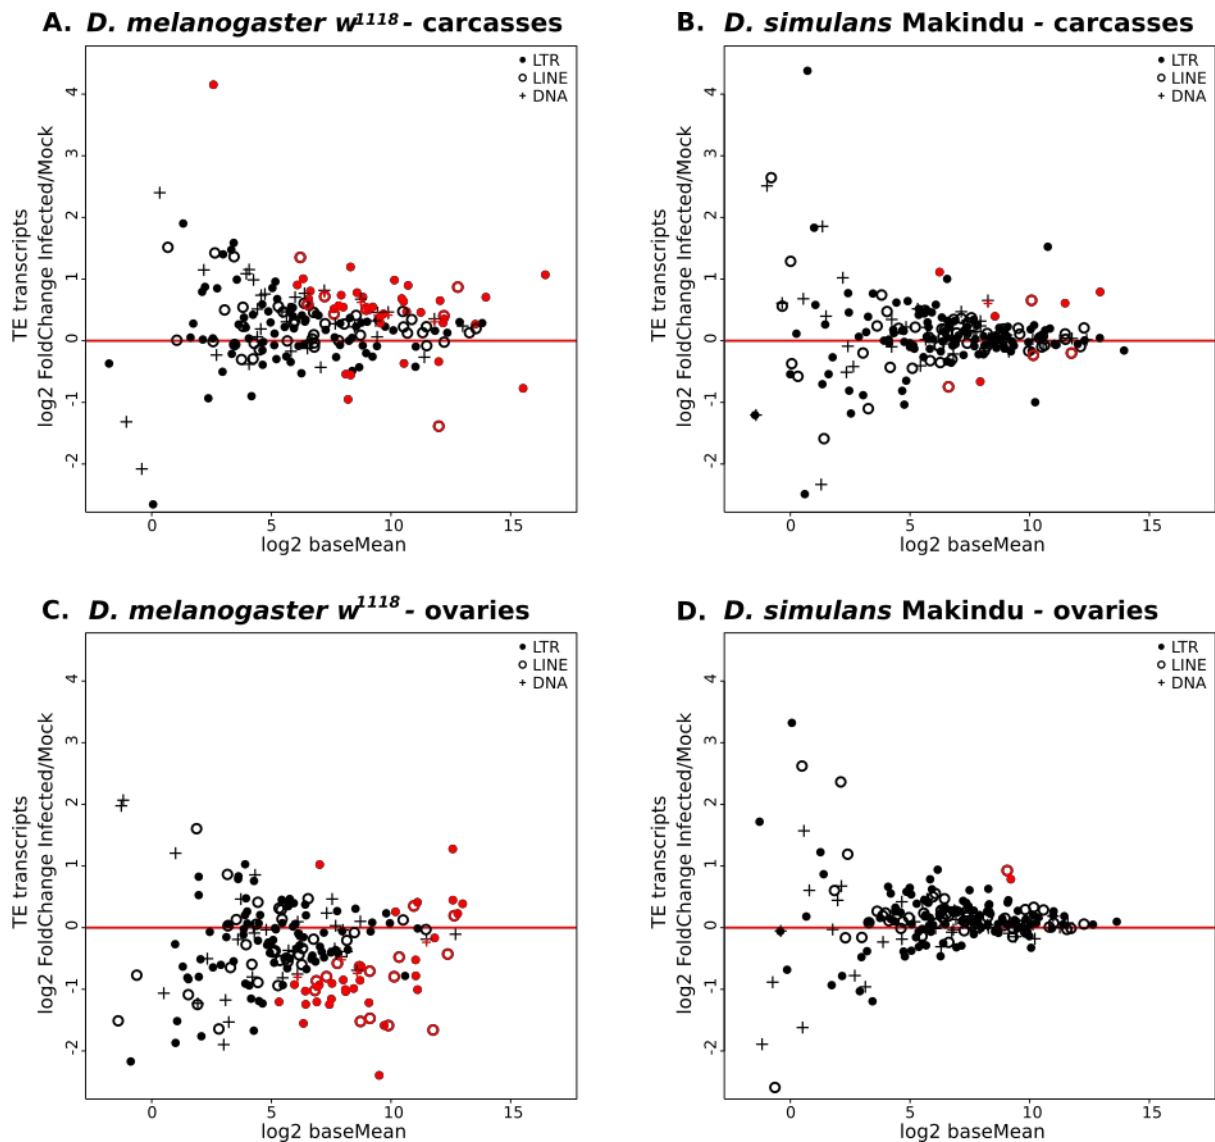 A. D. melanogaster w1118 - carcasses
LTR
LINE
DNA
TE transcripts
log2 FoldChange Infected/Mock
4
3
2
1
0
-1
-2
0 5 10 15
log2 baseMean
B. D. simulans Makindu - carcasses
LTR
LINE
DNA
TE transcripts
log2 FoldChange Infected/Mock
4
3
2
1
0
-1
-2
0 5 10 15
log2 baseMean
C. D. melanogaster w1118 - ovaries
LTR
LINE
DNA
TE transcripts
log2 FoldChange Infected/Mock
4
3
2
1
0
-1
-2
0 5 10 15
log2 baseMean
D. D. simulans Makindu - ovaries
LTR
LINE
DNA
TE transcripts
log2 FoldChange Infected/Mock
4
3
2
1
0
-1
-2
0 5 10 15
log2 baseMean